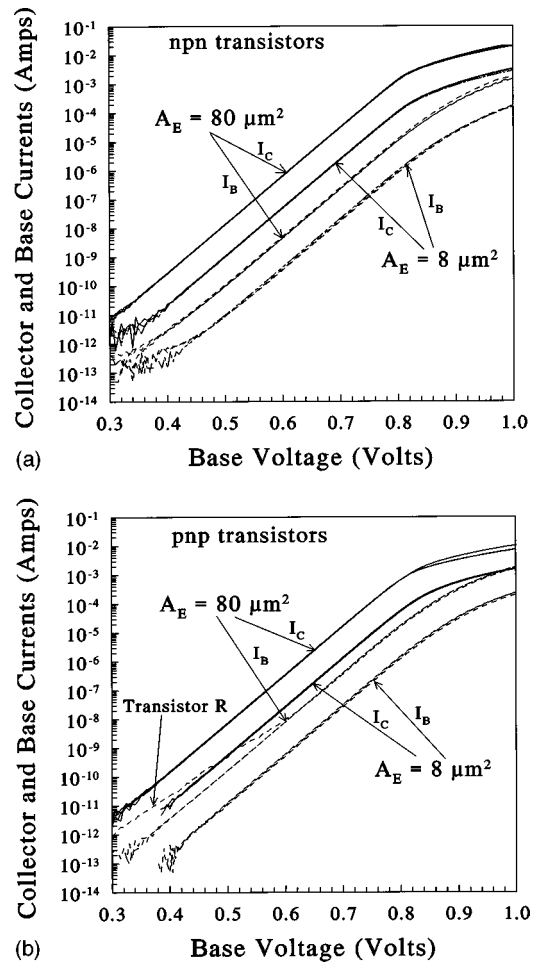 (a)
npn transistors
Collector and Base Currents (Amps)
10⁻¹
10⁻²
10⁻³
10⁻⁴
10⁻⁵
10⁻⁶
10⁻⁷
10⁻⁸
10⁻⁹
10⁻¹⁰
10⁻¹¹
10⁻¹²
10⁻¹³
10⁻¹⁴
A_E = 80 μm²
I_C
I_B
I_B
I_C
A_E = 8 μm²
0.3 0.4 0.5 0.6 0.7 0.8 0.9 1.0
Base Voltage (Volts)
(b)
pnp transistors
Collector and Base Currents (Amps)
10⁻¹
10⁻²
10⁻³
10⁻⁴
10⁻⁵
10⁻⁶
10⁻⁷
10⁻⁸
10⁻⁹
10⁻¹⁰
10⁻¹¹
10⁻¹²
10⁻¹³
10⁻¹⁴
A_E = 80 μm²
I_C
I_B
Transistor R
I_C
I_B
A_E = 8 μm²
0.3 0.4 0.5 0.6 0.7 0.8 0.9 1.0
Base Voltage (Volts)